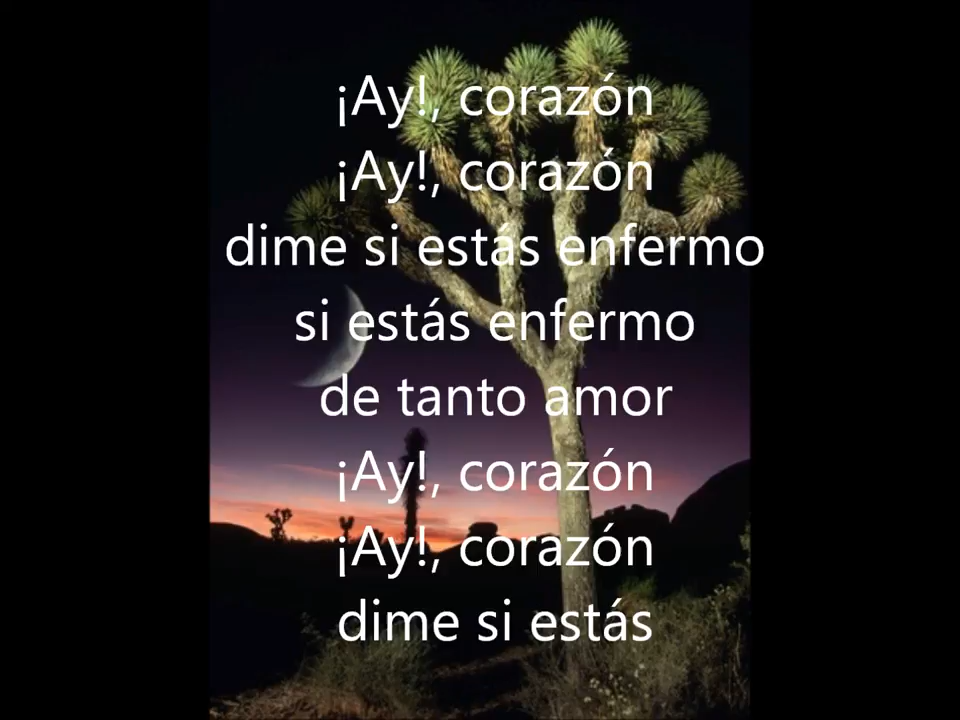 ¡Ay!, corazón
¡Ay!, corazón
dime si estás enfermo
si estás enfermo
de tanto amor
¡Ay!, corazón
¡Ay!, corazón
dime si estás